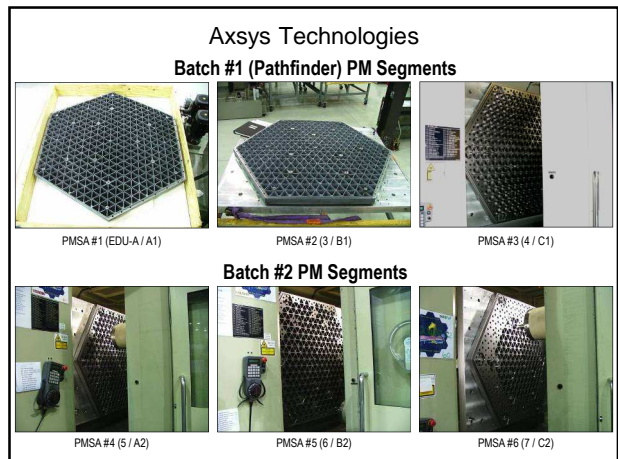 Axsys Technologies
Batch #1 (Pathfinder) PM Segments
PMSA #1 (EDU-A / A1)
PMSA #2 (3 / B1)
PMSA #3 (4 / C1)
Batch #2 PM Segments
PMSA #4 (5 / A2)
PMSA #5 (6 / B2)
PMSA #6 (7 / C2)